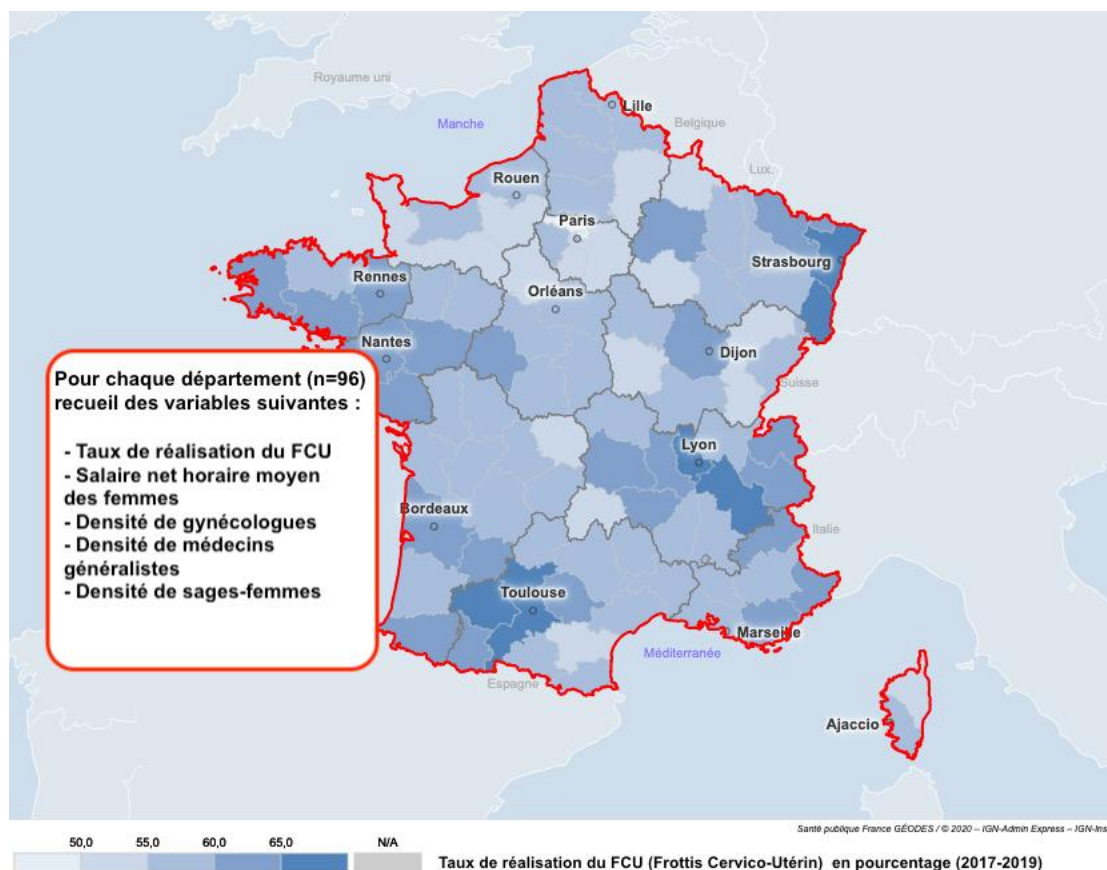 Royaume uni
Lille
Manche
Belgique
Lux.
Rouen
Paris
Strasbourg
Rennes
Orléans
Nantes
Dijon
Suisse
Pour chaque département (n=96)
recueil des variables suivantes :
- Taux de réalisation du FCU
- Salaire net horaire moyen
des femmes
- Densité de gynécologues
- Densité de médecins
généralistes
- Densité de sages-femmes
Lyon
Bordeaux
Italie
Toulouse
Marseille
Méditerranée
Espagne
Ajaccio
Santé publique France GÉODES / © 2020 – IGN-Admin Express – IGN-Ins
50,0 55,0 60,0 65,0 N/A
Taux de réalisation du FCU (Frottis Cervico-Utérin) en pourcentage (2017-2019)